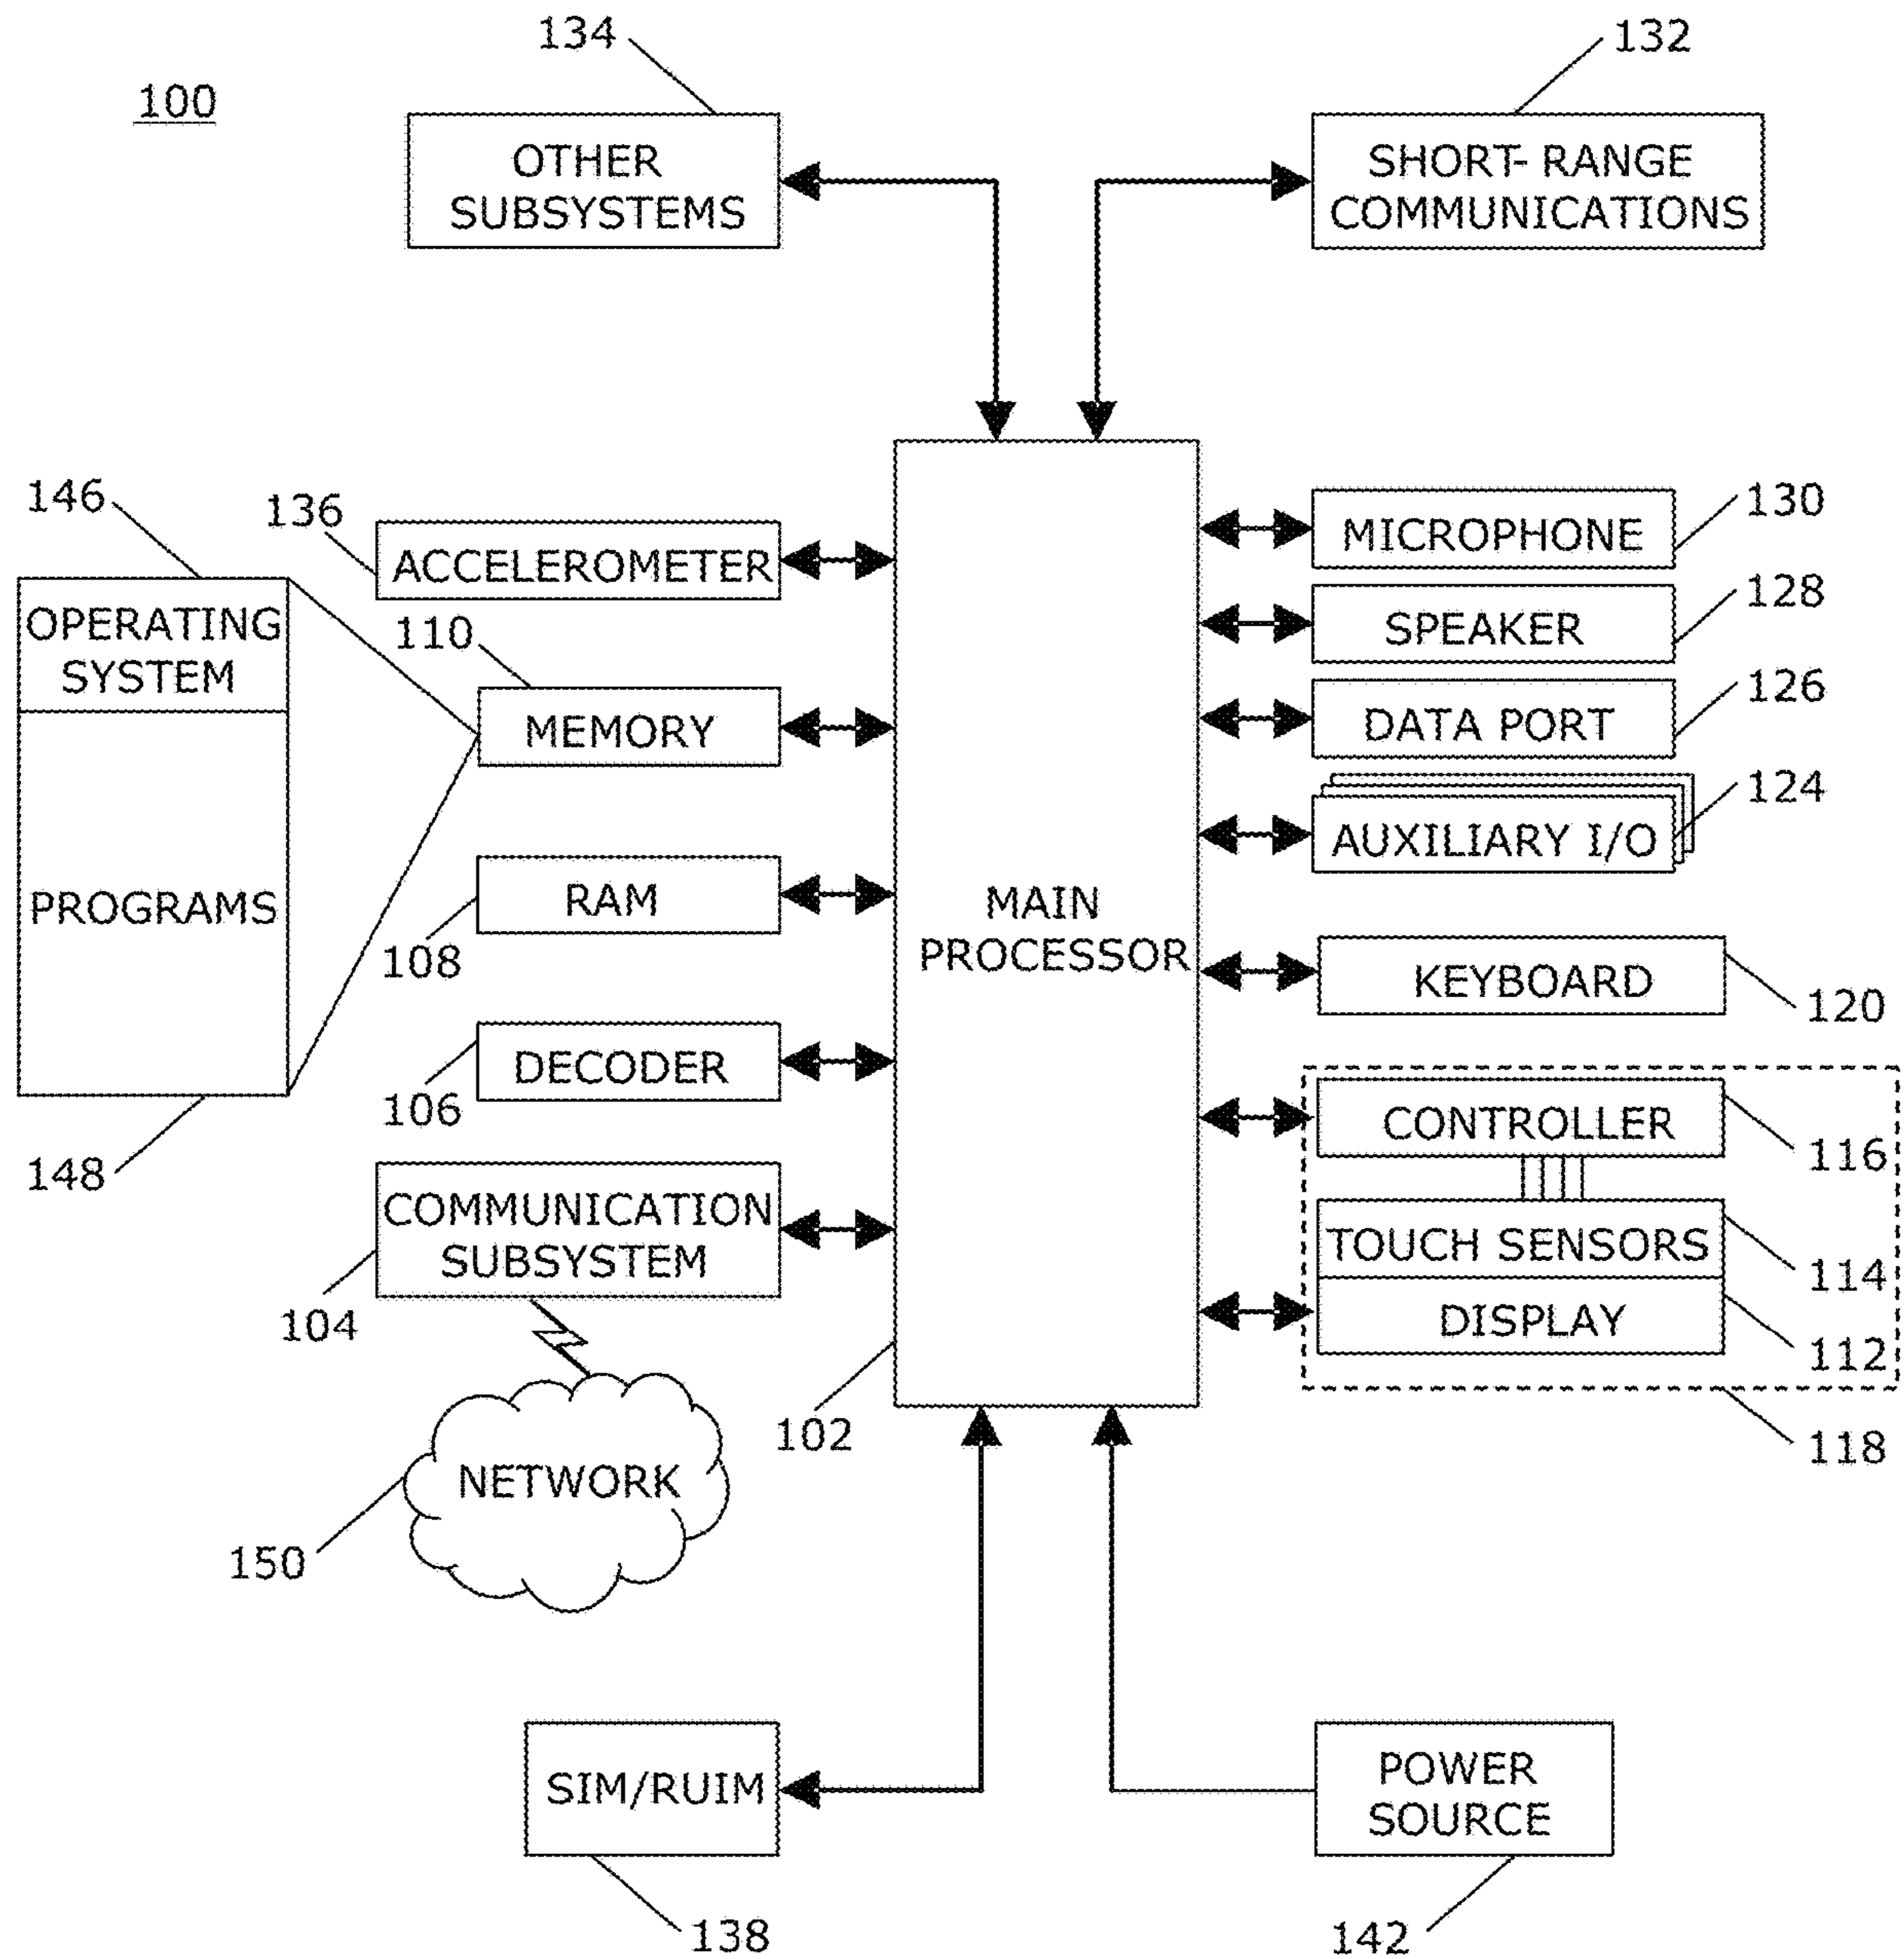 134
132
100
OTHER
SUBSYSTEMS
SHORT- RANGE
COMMUNICATIONS
146
136
ACCELEROMETER
MICROPHONE
130
OPERATING
SYSTEM
110
SPEAKER
128
MEMORY
DATA PORT
126
AUXILIARY I/O
124
PROGRAMS
RAM
108
MAIN
PROCESSOR
KEYBOARD
120
DECODER
106
CONTROLLER
116
148
COMMUNICATION
SUBSYSTEM
TOUCH SENSORS
114
104
DISPLAY
112
102
118
NETWORK
150
SIM/RUIM
POWER
SOURCE
138
142